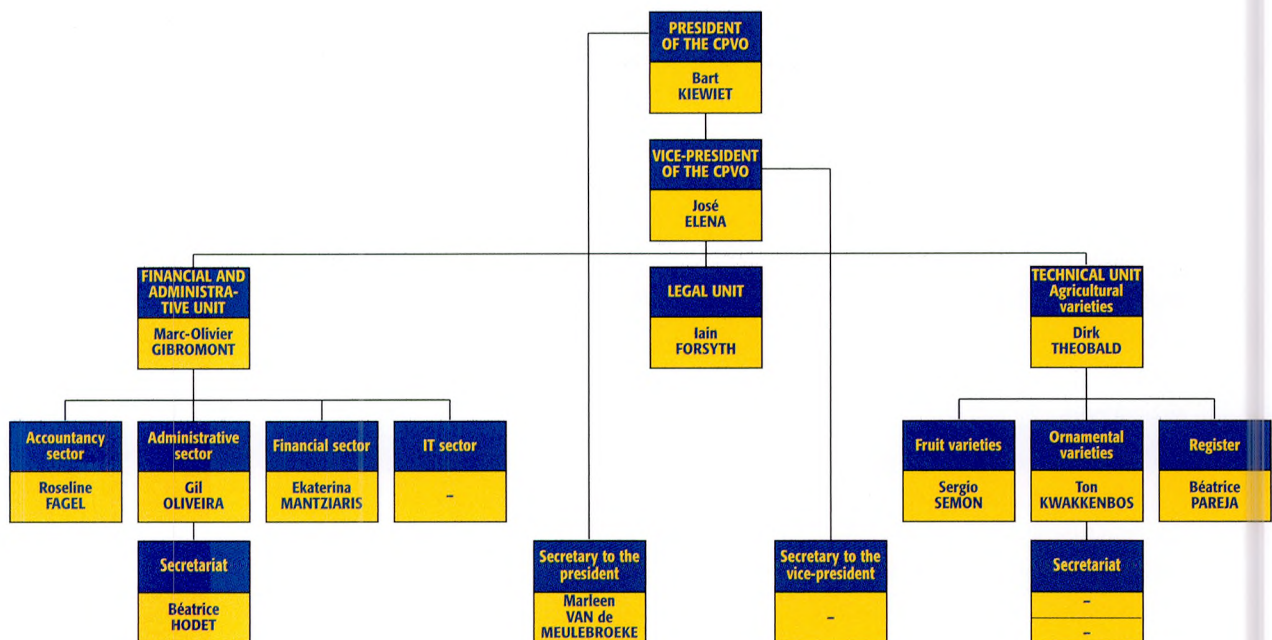 PRESIDENT
OF THE CPVO
Bart
KIEWIET
VICE-PRESIDENT
OF THE CPVO
José
ELENA
FINANCIAL AND
ADMINISTRA-
TIVE UNIT
Marc-Olivier
GIBROMONT
LEGAL UNIT
Iain
FORSYTH
TECHNICAL UNIT
Agricultural
varieties
Dirk
THEOBALD
Accountancy
sector
Roseline
FAGEL
Administrative
sector
Gil
OLIVEIRA
Financial sector
Ekaterina
MANTZIARIS
IT sector
–
Fruit varieties
Sergio
SEMON
Ornamental
varieties
Ton
KWAKKENBOS
Register
Béatrice
PAREJA
Secretariat
Béatrice
HODET
Secretary to the
president
Marleen
VAN de
MEULEBROEKE
Secretary to the
vice-president
–
Secretariat
–
–